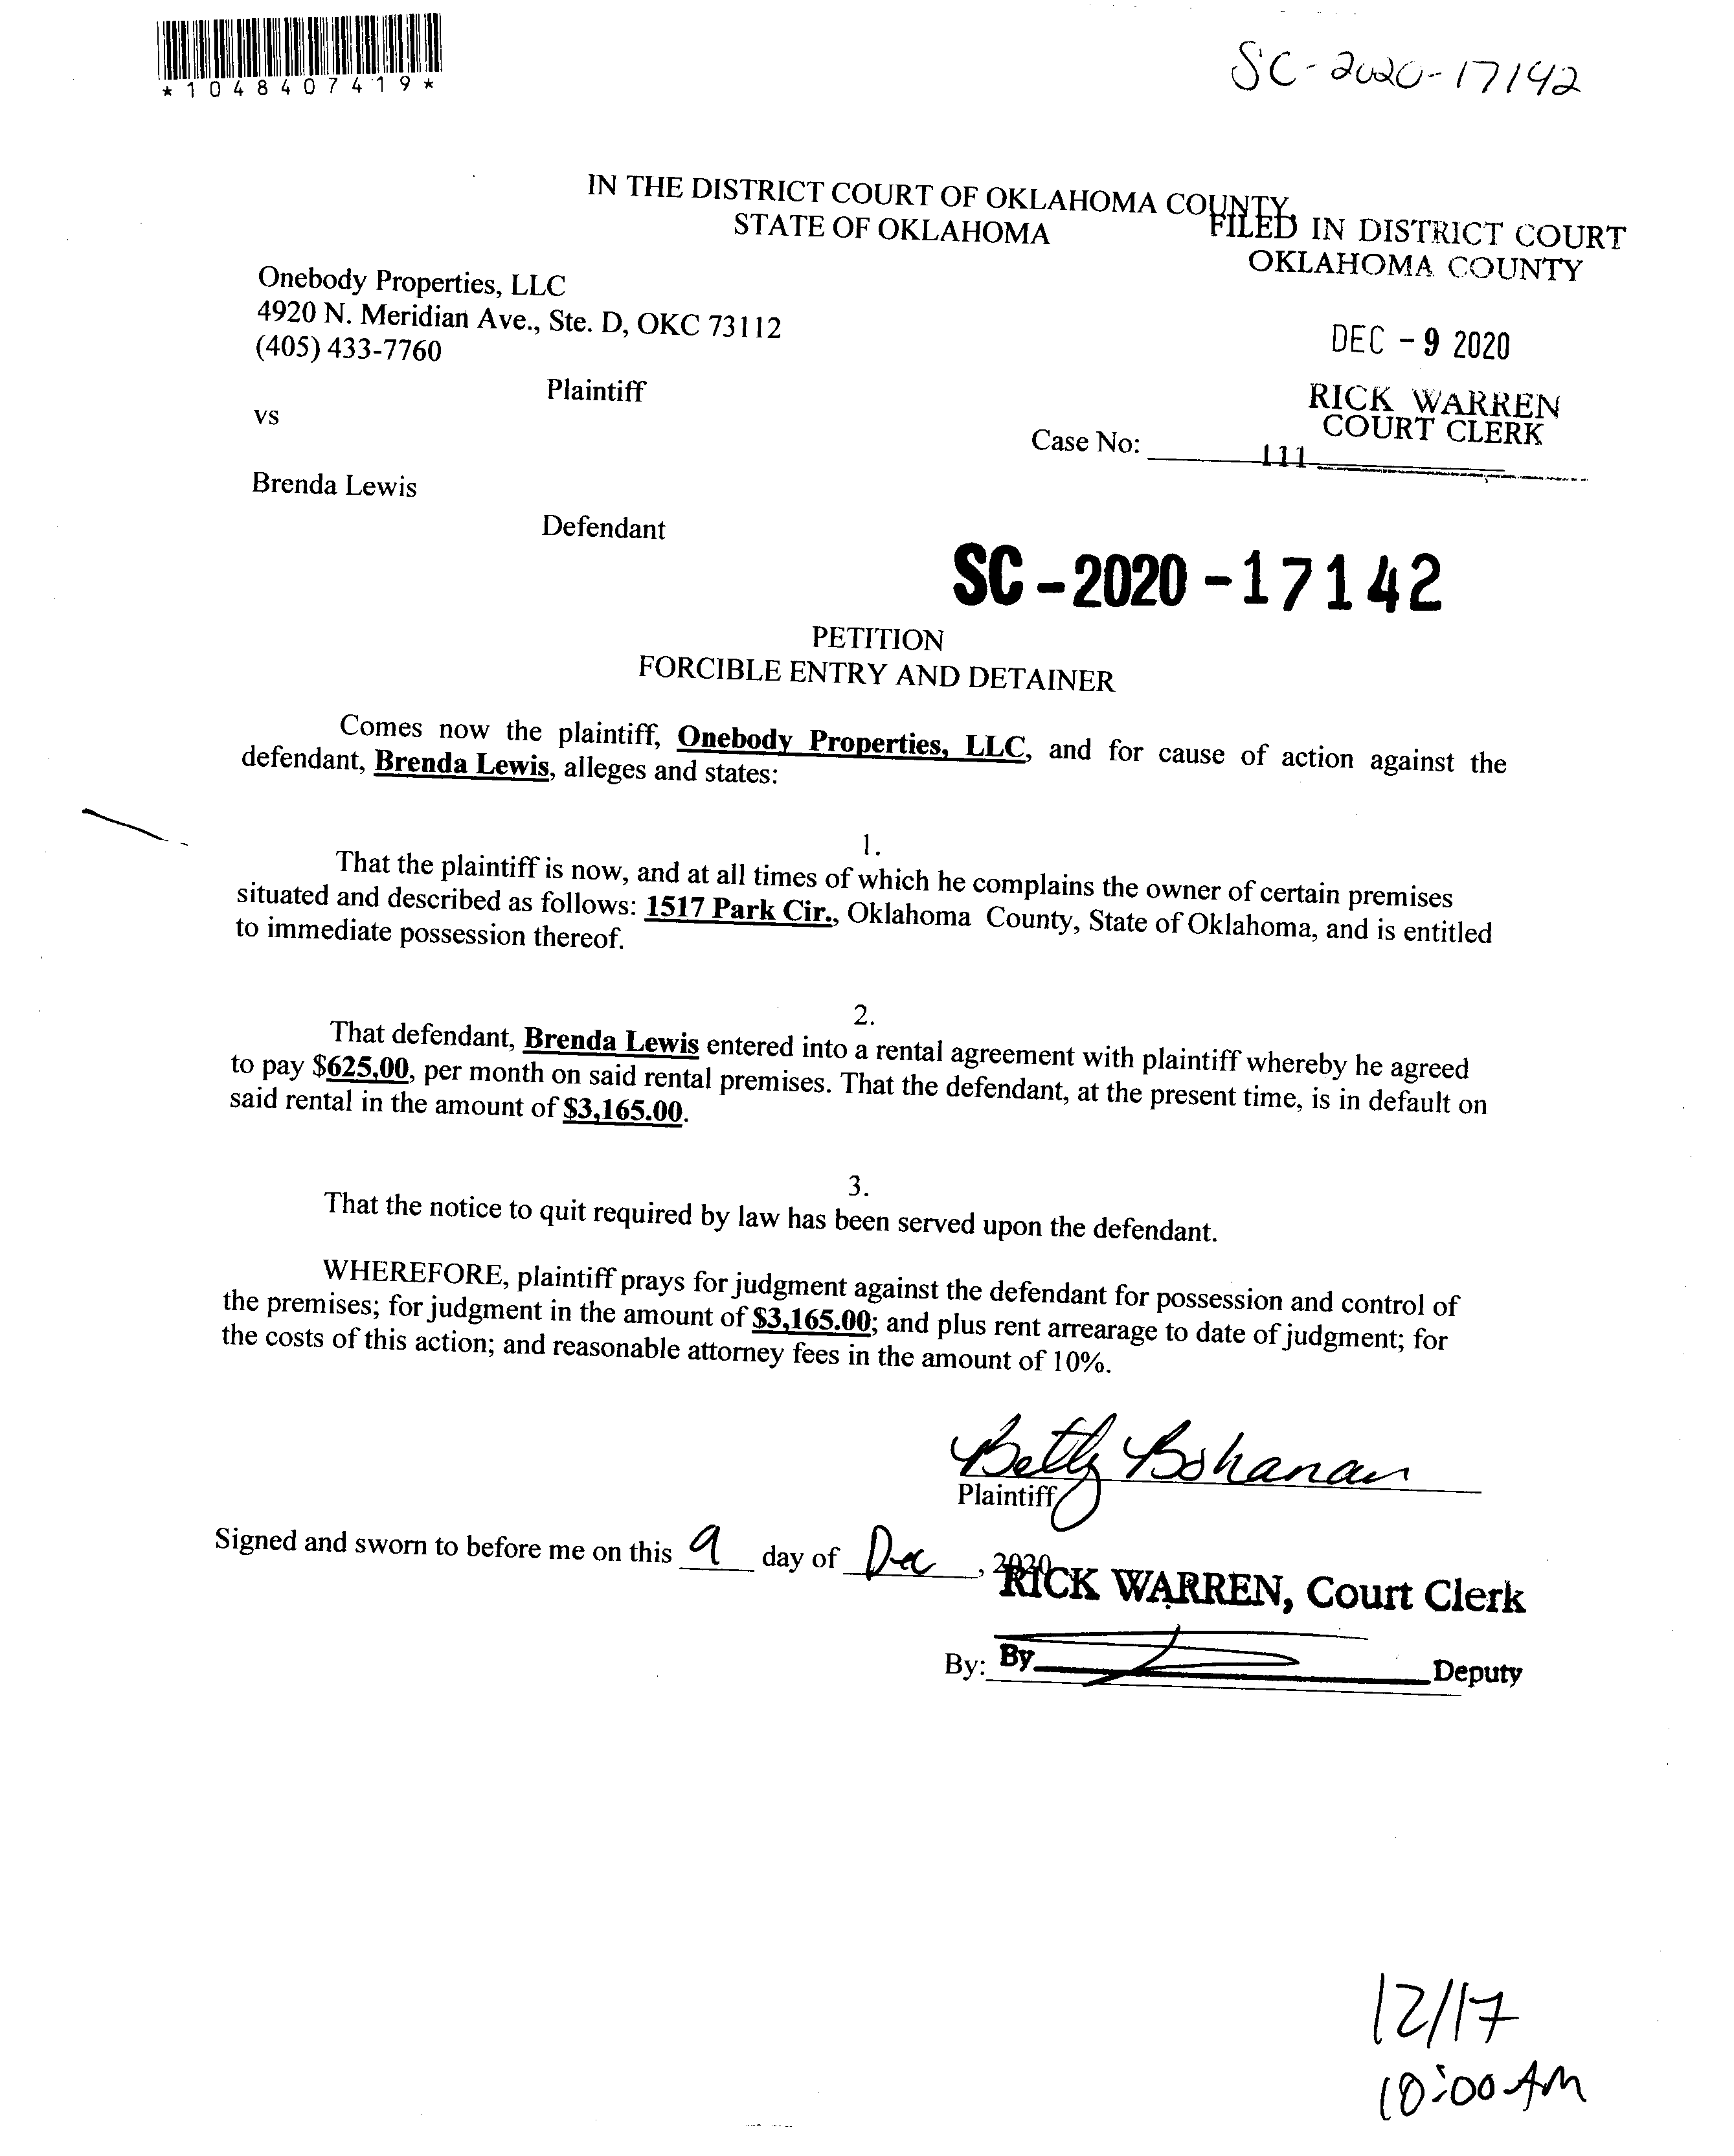 *1048407419*
SC-2020-17142
IN THE DISTRICT COURT OF OKLAHOMA COUNTY,
STATE OF OKLAHOMA
FILED IN DISTRICT COURT
OKLAHOMA COUNTY
Onebody Properties, LLC
4920 N. Meridian Ave., Ste. D, OKC 73112
(405) 433-7760
DEC - 9 2020
Plaintiff
RICK WARREN
COURT CLERK
vs
Case No:
111
Brenda Lewis
Defendant
SC-2020-17142
PETITION
FORCIBLE ENTRY AND DETAINER
Comes now the plaintiff, Onebody Properties, LLC, and for cause of action against the
defendant, Brenda Lewis, alleges and states:
1.
That the plaintiff is now, and at all times of which he complains the owner of certain premises
situated and described as follows: 1517 Park Cir., Oklahoma County, State of Oklahoma, and is entitled
to immediate possession thereof.
2.
That defendant, Brenda Lewis entered into a rental agreement with plaintiff whereby he agreed
to pay $625.00, per month on said rental premises. That the defendant, at the present time, is in default on
said rental in the amount of $3,165.00.
3.
That the notice to quit required by law has been served upon the defendant.
WHEREFORE, plaintiff prays for judgment against the defendant for possession and control of
the premises; for judgment in the amount of $3,165.00; and plus rent arrearage to date of judgment; for
the costs of this action; and reasonable attorney fees in the amount of 10%.
Betty Bohanan
Plaintiff
Signed and sworn to before me on this 9 day of Dec, 2020
RICK WARREN, Court Clerk
By: By Deputy
12/17
10:00 AM